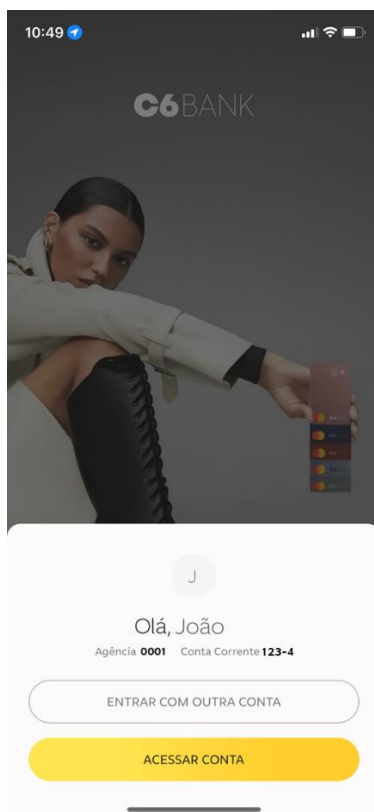 10:49
C6BANK
J
Olá, João
Agência 0001 Conta Corrente 123-4
ENTRAR COM OUTRA CONTA
ACESSAR CONTA